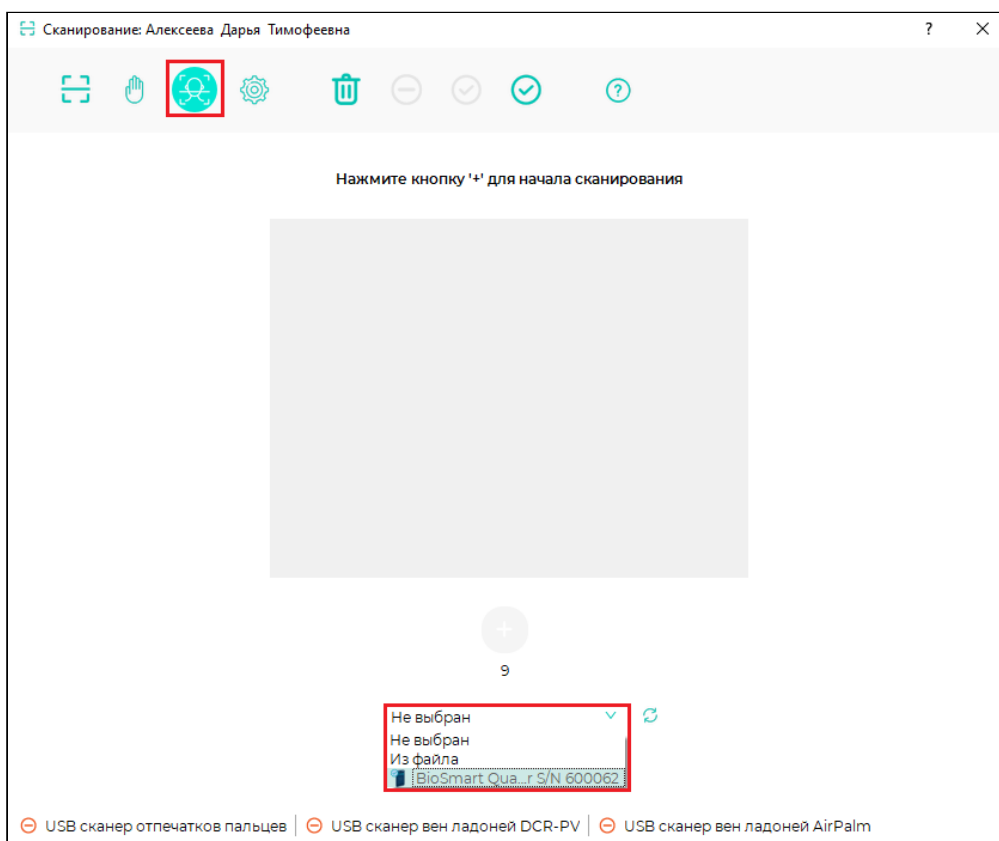 Сканирование: Алексеева Дарья Тимофеевна
?
Нажмите кнопку '+' для начала сканирования
+
9
Не выбран
Не выбран
Из файла
BioSmart Qua...r S/N 600062
USB сканер отпечатков пальцев | USB сканер вен ладоней DCR-PV | USB сканер вен ладоней AirPalm